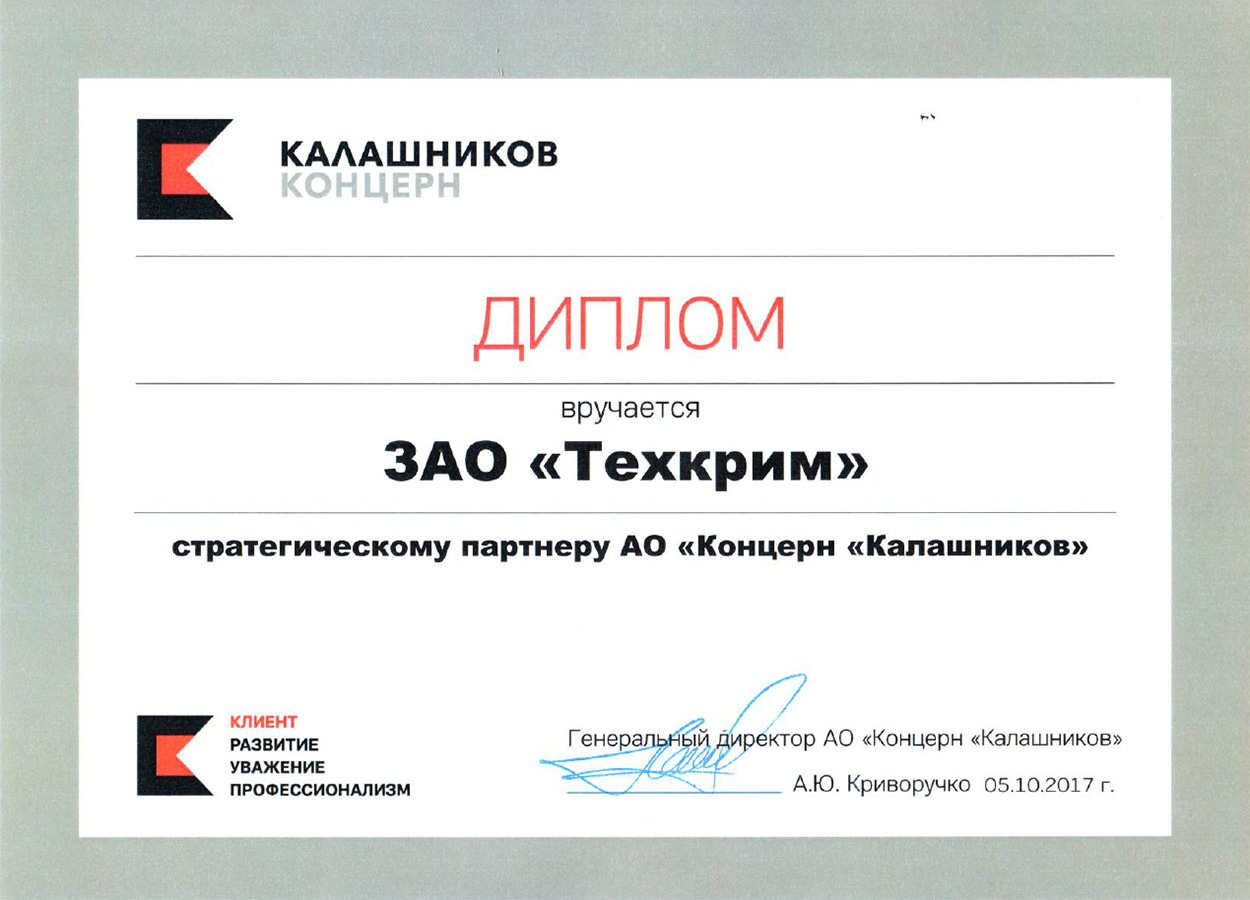 КАЛАШНИКОВ
КОНЦЕРН
ДИПЛОМ
вручается
ЗАО «Техкрим»
стратегическому партнеру АО «Концерн «Калашников»
КЛИЕНТ
РАЗВИТИЕ
УВАЖЕНИЕ
ПРОФЕССИОНАЛИЗМ
Генеральный директор АО «Концерн «Калашников»
А.Ю. Криворучко 05.10.2017 г.